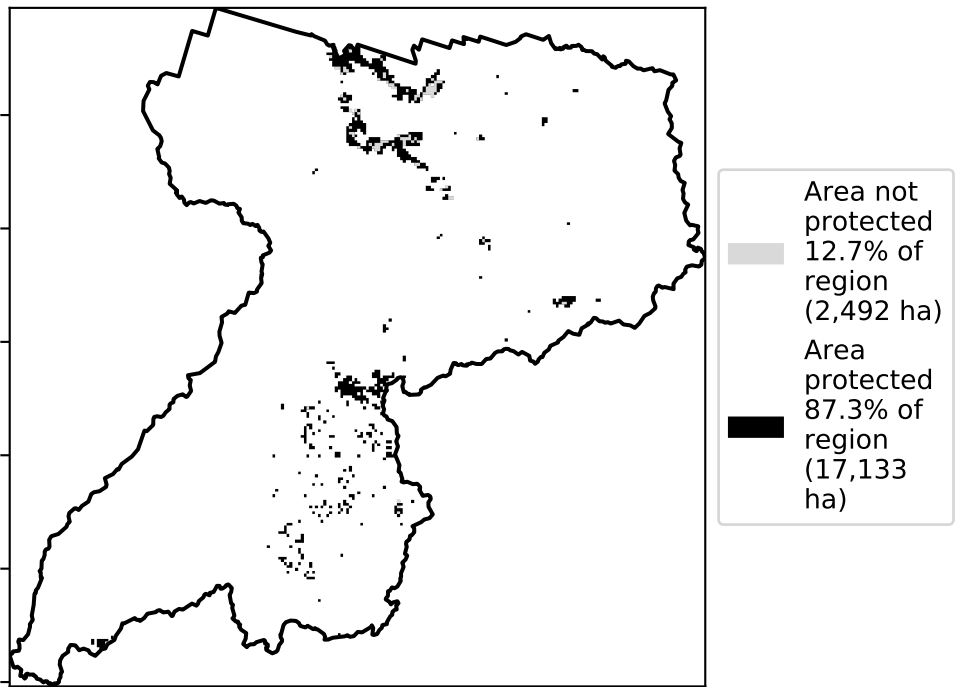 Area not
protected
12.7% of
region
(2,492 ha)
Area
protected
87.3% of
region
(17,133
ha)